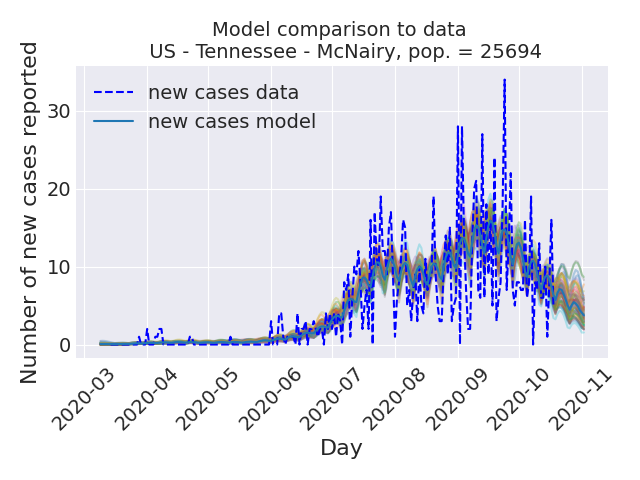 Model comparison to data
US - Tennessee - McNairy, pop. = 25694
Number of new cases reported
new cases data
new cases model
30
20
10
0
2020-03
2020-04
2020-05
2020-06
2020-07
2020-08
2020-09
2020-10
2020-11
Day